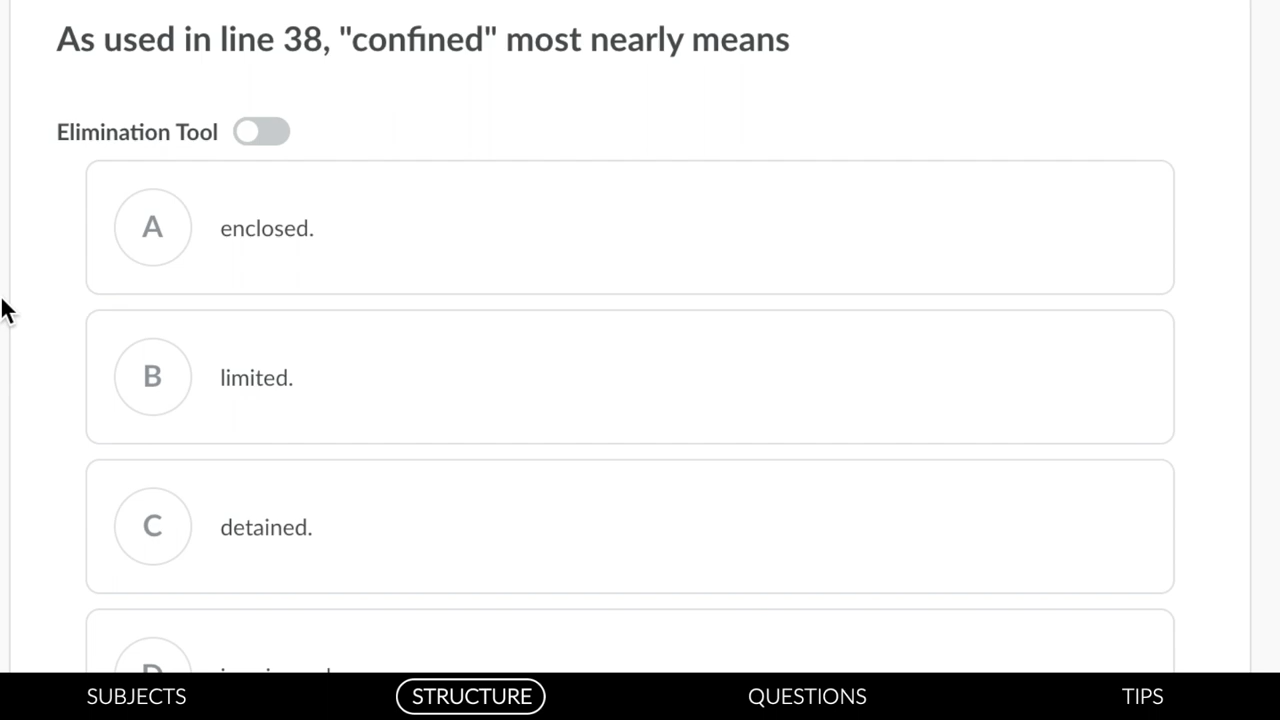 As used in line 38, "confined" most nearly means
Elimination Tool
A
enclosed.
B
limited.
C
detained.
D
SUBJECTS
STRUCTURE
QUESTIONS
TIPS